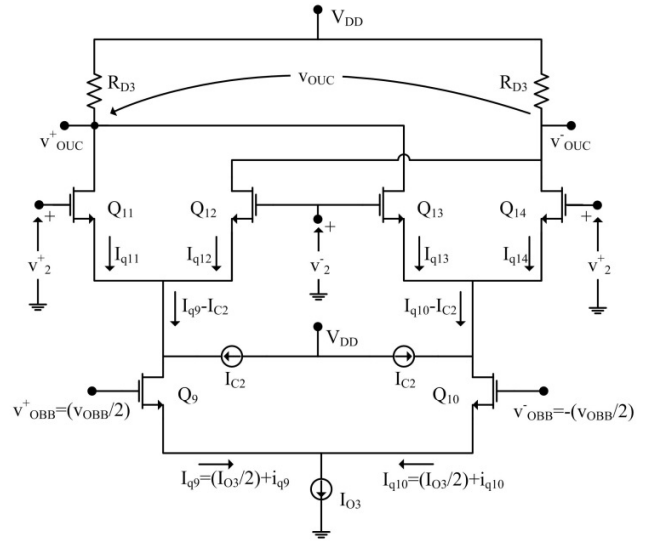 V_DD
R_D3
v_OUC
R_D3
v^+_OUC
v^-_OUC
+
Q_11
Q_12
+
Q_13
Q_14
+
v^+_2
I_q11
I_q12
v^-_2
I_q13
I_q14
v^+_2
I_q9-I_C2
I_q10-I_C2
V_DD
I_C2
I_C2
Q_9
Q_10
v^+_OBB=(v_OBB/2)
v^-_OBB=-(v_OBB/2)
I_q9=(I_O3/2)+i_q9
I_q10=(I_O3/2)+i_q10
I_O3